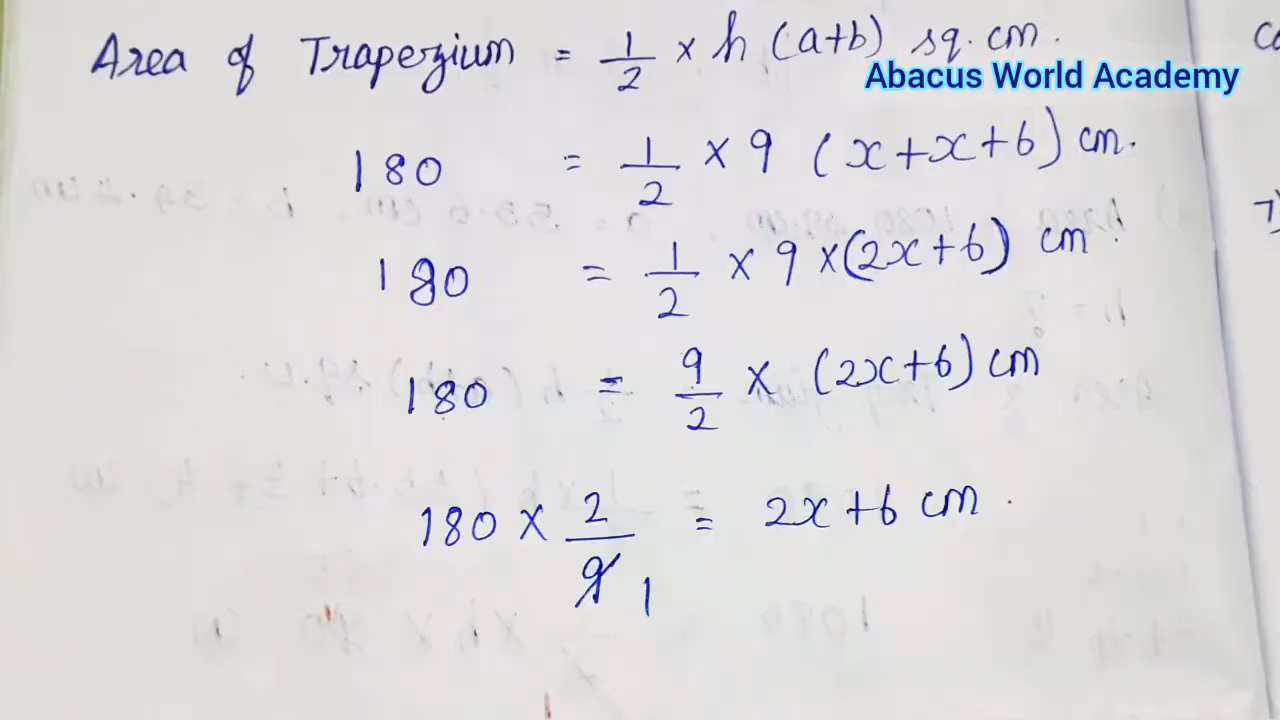 Area of Trapezium = 1/2 × h (a+b) sq. cm.
Abacus World Academy
180 = 1/2 × 9 (x+x+6) cm.
180 = 1/2 × 9 ×(2x+6) cm
180 = 9/2 × (2x+6) cm
180 × 2/9 1 = 2x+6 cm